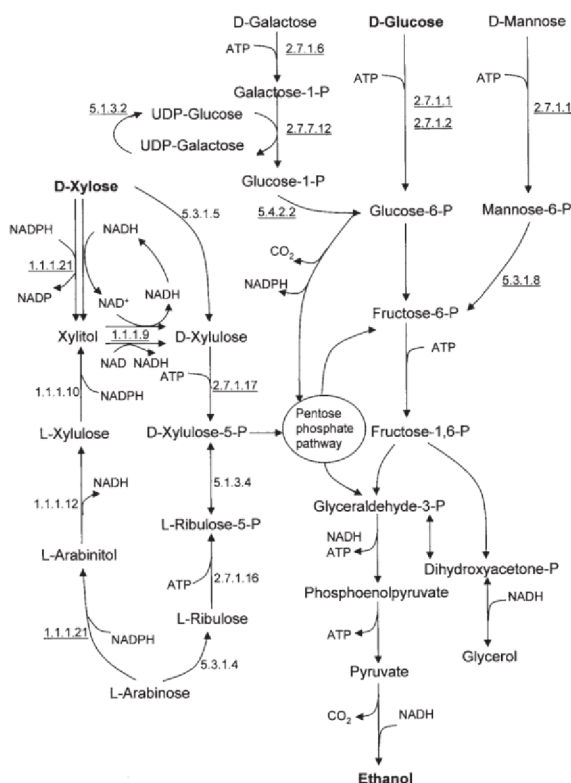 D-Galactose
D-Glucose
D-Mannose
ATP
2.7.1.6
ATP
2.7.1.1
2.7.1.2
ATP
2.7.1.1
Galactose-1-P
5.1.3.2
UDP-Glucose
2.7.7.12
UDP-Galactose
Glucose-1-P
D-Xylose
5.3.1.5
5.4.2.2
Glucose-6-P
Mannose-6-P
NADPH
NADH
1.1.1.21
CO2
NADPH
5.3.1.8
NADP
NAD+
NADH
Fructose-6-P
Xylitol
1.1.1.9
D-Xylulose
NAD
NADH
ATP
ATP
2.7.1.17
1.1.1.10
NADPH
L-Xylulose
D-Xylulose-5-P
Pentose
phosphate
pathway
Fructose-1,6-P
NADH
1.1.1.12
5.1.3.4
Glyceraldehyde-3-P
L-Ribulose-5-P
NADH
ATP
L-Arabinitol
ATP
2.7.1.16
Dihydroxyacetone-P
Phosphoenolpyruvate
NADH
L-Ribulose
1.1.1.21
NADPH
ATP
Glycerol
5.3.1.4
Pyruvate
L-Arabinose
CO2
NADH
Ethanol